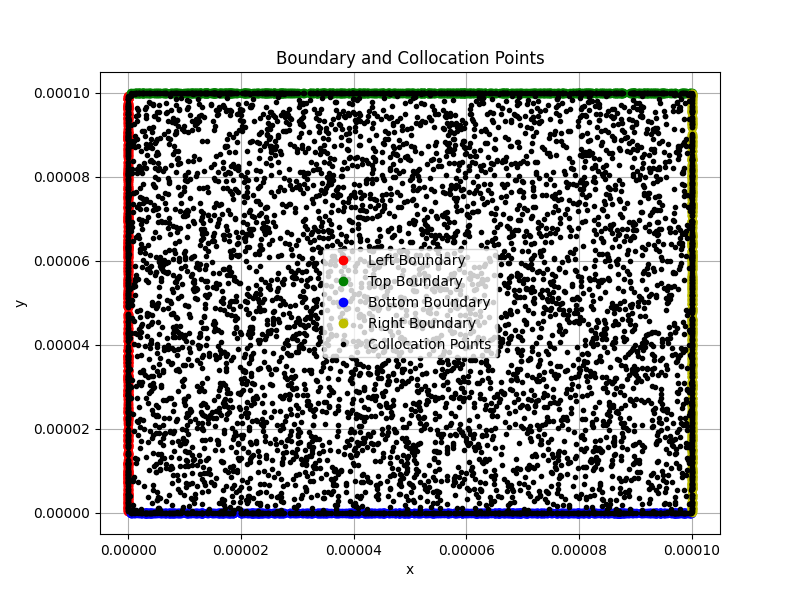 Boundary and Collocation Points
0.00010
0.00008
0.00006
0.00004
0.00002
0.00000
y
Left Boundary
Top Boundary
Bottom Boundary
Right Boundary
Collocation Points
0.00000 0.00002 0.00004 0.00006 0.00008 0.00010
x